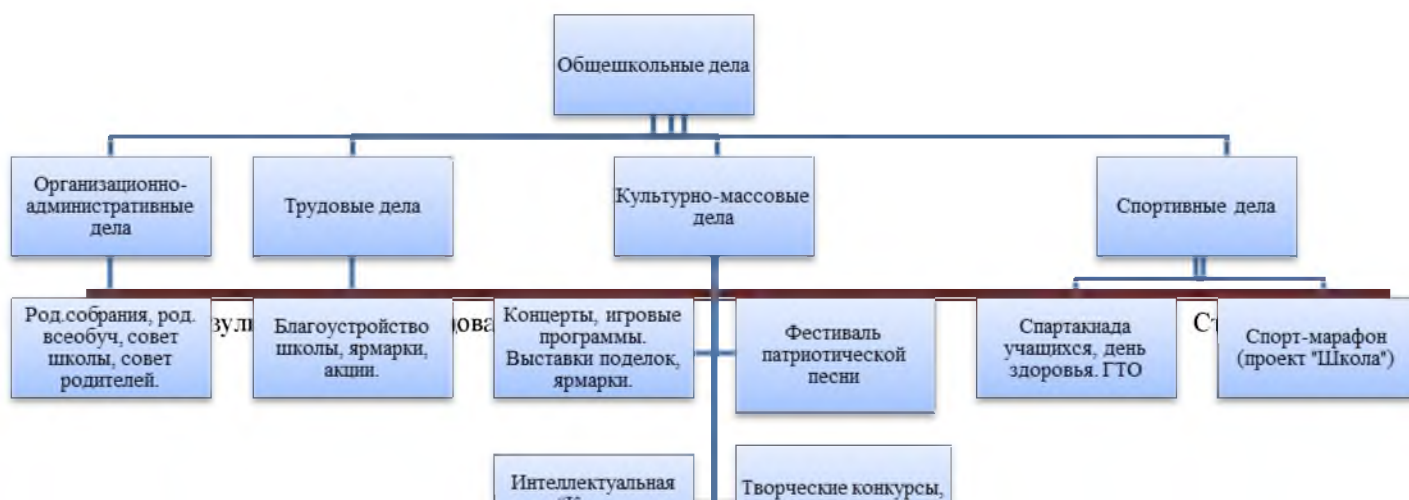 Общешкольные дела
Организационно-
административные
дела
Трудовые дела
Культурно-массовые
дела
Спортивные дела
Род.собрания, род.
всеобуч, совет
школы, совет
родителей.
Благоустройство
школы, ярмарки,
акции.
Концерты, игровые
программы.
Выставки поделок,
ярмарки.
Фестиваль
патриотической
песни
Спартакиада
учащихся, день
здоровья. ГТО
Спорт-марафон
(проект "Школа")
Интеллектуальная
Творческие конкурсы,